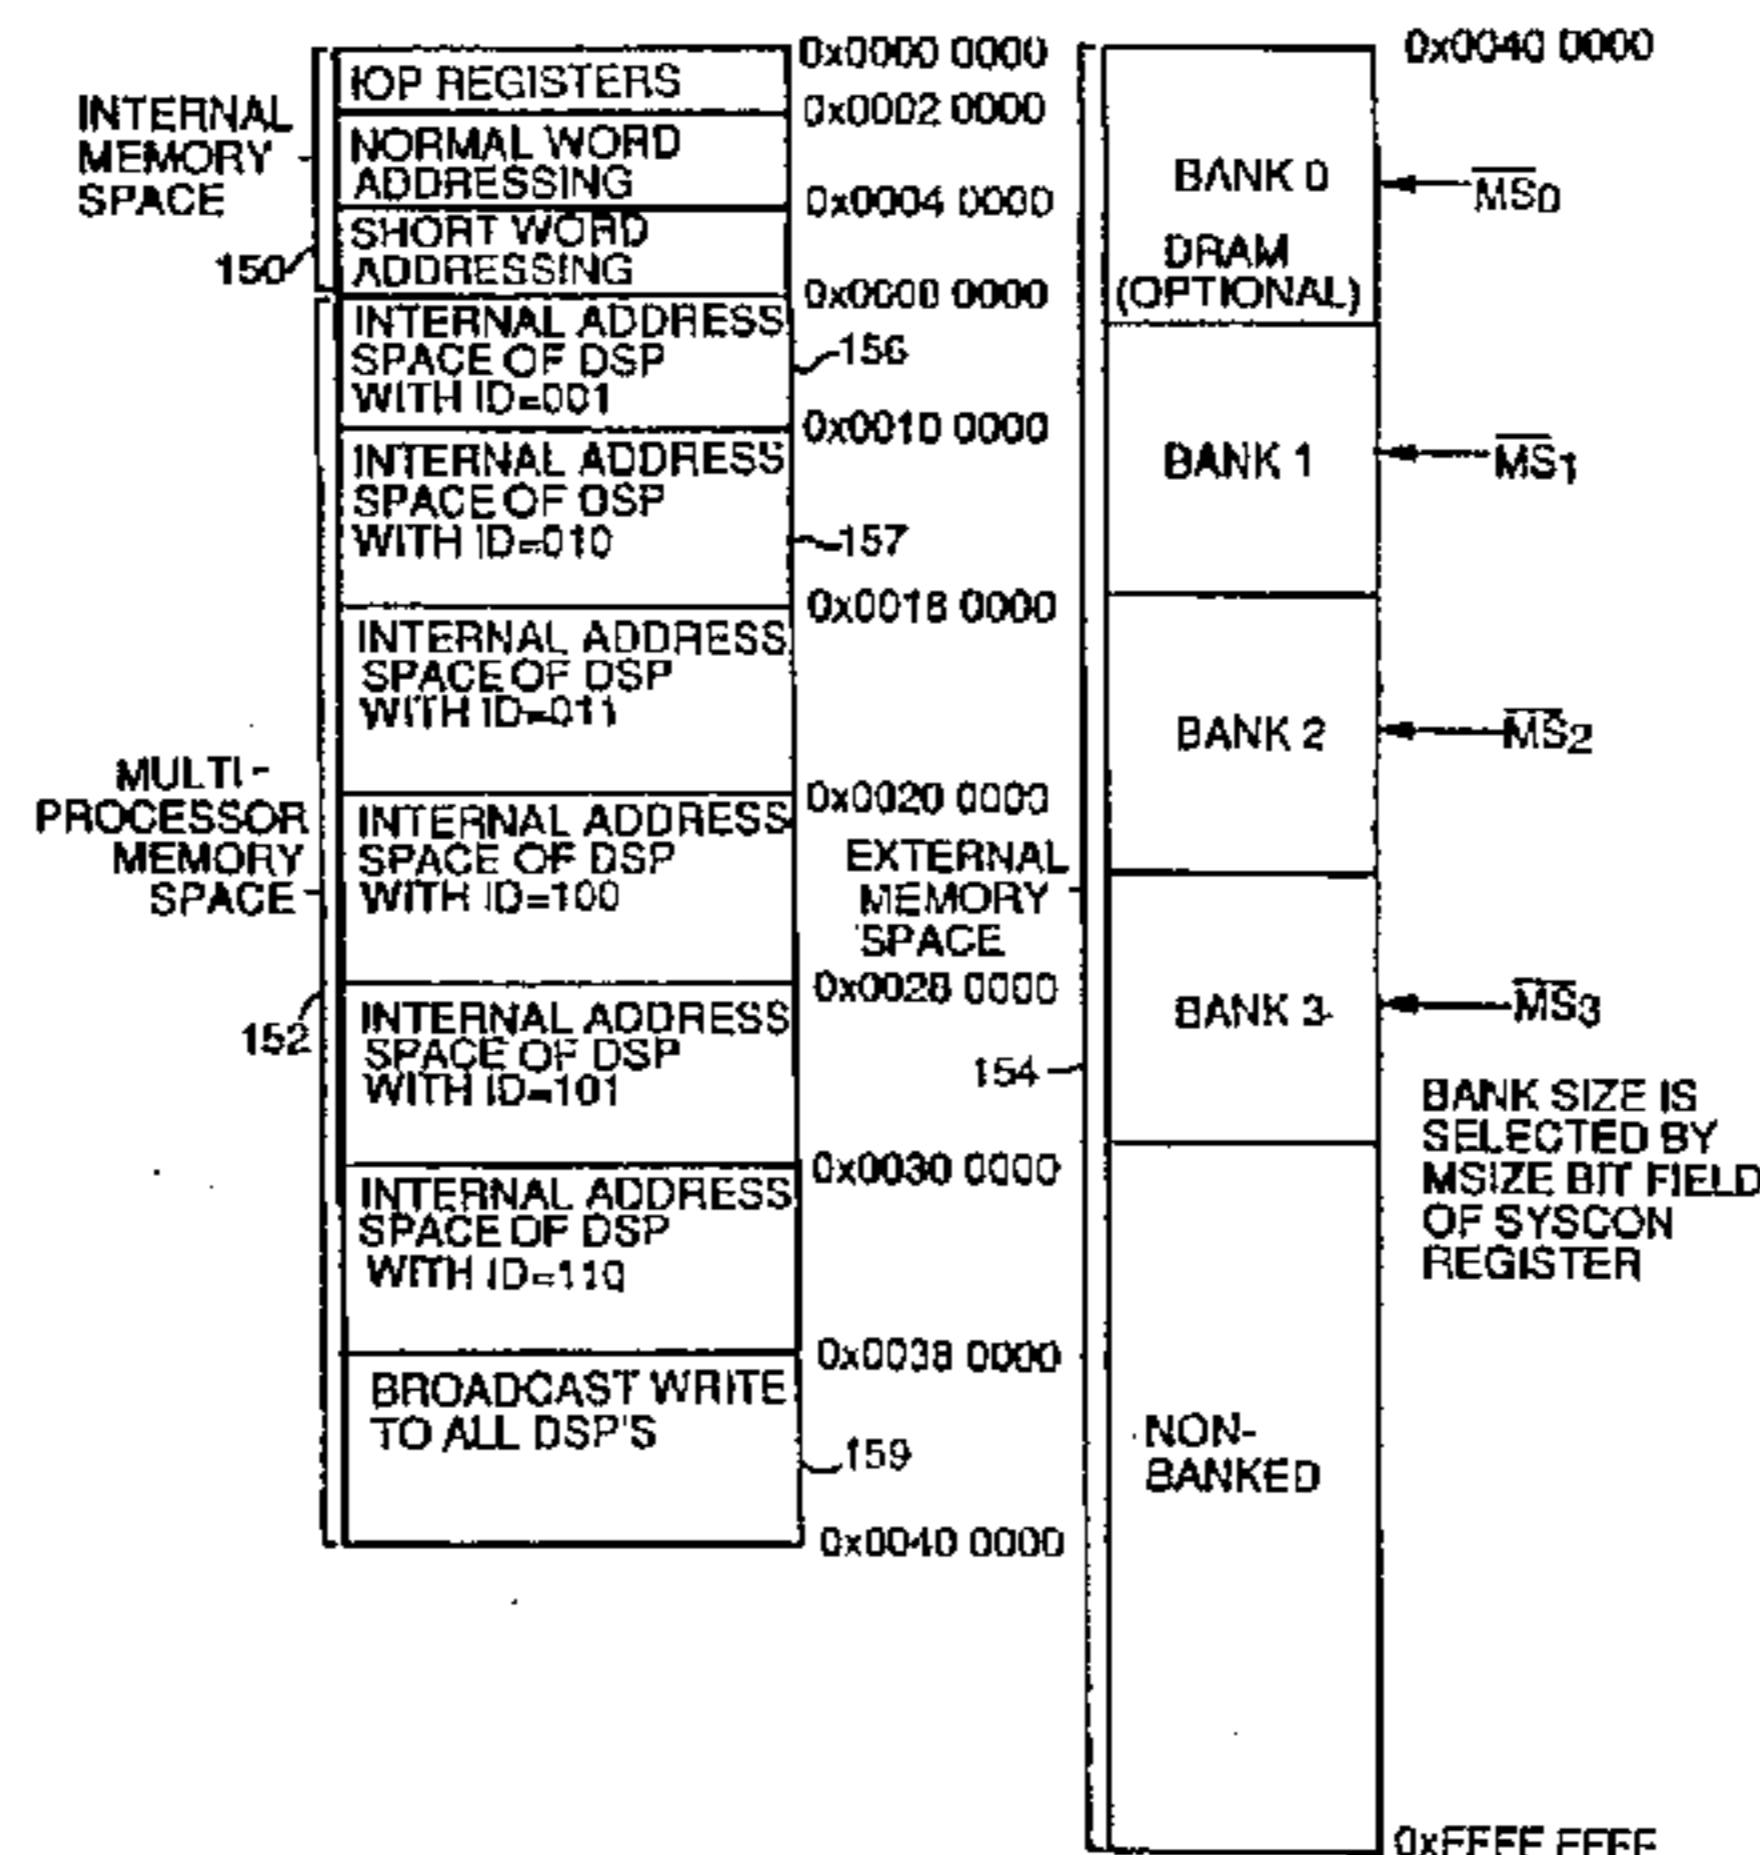 INTERNAL
MEMORY
SPACE
150
IOP REGISTERS
NORMAL WORD
ADDRESSING
SHORT WORD
ADDRESSING
0x0000 0000
0x0002 0000
0x0004 0000
0x0008 0000
INTERNAL ADDRESS
SPACE OF DSP
WITH ID=001
156
0x0010 0000
INTERNAL ADDRESS
SPACE OF DSP
WITH ID=010
157
0x0018 0000
INTERNAL ADDRESS
SPACE OF DSP
WITH ID=011
0x0020 0000
MULTI-
PROCESSOR
MEMORY
SPACE
152
INTERNAL ADDRESS
SPACE OF DSP
WITH ID=100
0x0028 0000
INTERNAL ADDRESS
SPACE OF DSP
WITH ID=101
0x0030 0000
INTERNAL ADDRESS
SPACE OF DSP
WITH ID=110
0x0038 0000
BROADCAST WRITE
TO ALL DSP'S
159
0x0040 0000
EXTERNAL
MEMORY
SPACE
154
0x0040 0000
BANK 0
DRAM
(OPTIONAL)
MS0
BANK 1
MS1
BANK 2
MS2
BANK 3
MS3
BANK SIZE IS
SELECTED BY
MSIZE BIT FIELD
OF SYSCON
REGISTER
NON-
BANKED
0xFFFF FFFF